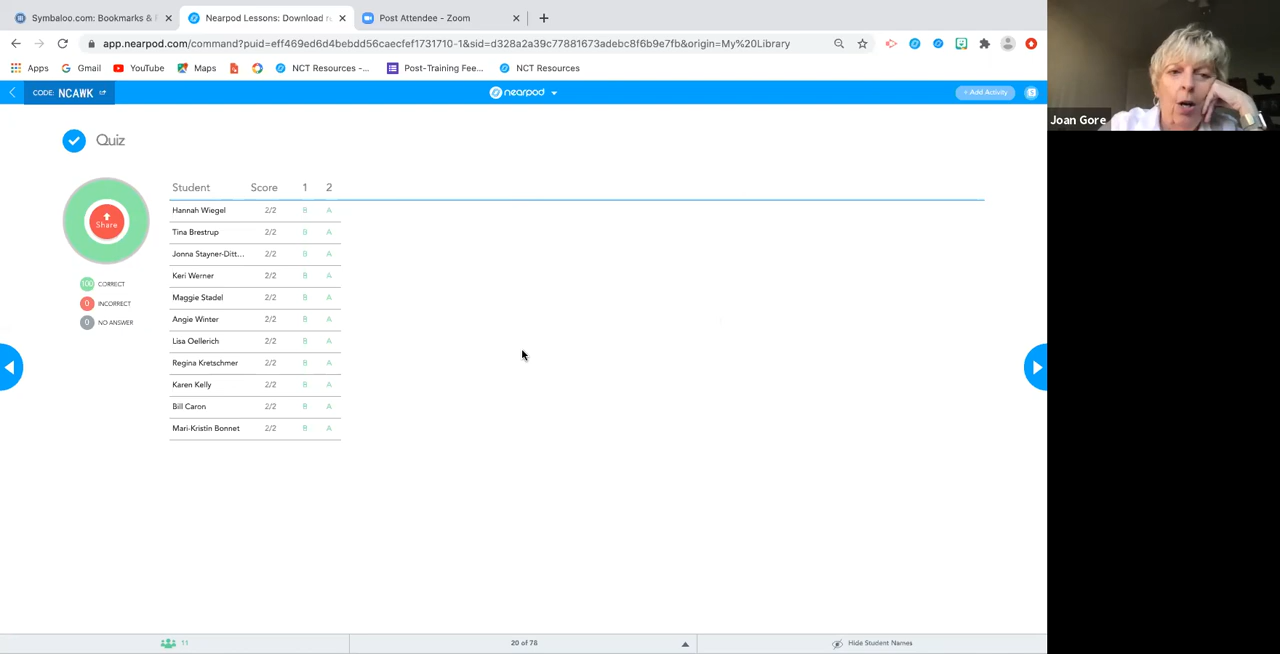 Symbaloo.com: Bookmarks & F
Nearpod Lessons: Download re
Post Attendee - Zoom
app.nearpod.com/command?puid=eff469ed6d4bebdd56caecfef1731710-1&sid=d328a2a39c77881673adebc8f6b9e7fb&origin=My%20Library
Apps Gmail YouTube Maps NCT Resources -... Post-Training Fee... NCT Resources
CODE: NCAWK nearpod + Add Activity
Joan Gore
Quiz
Share
100 CORRECT
0 INCORRECT
0 NO ANSWER
Student Score 1 2
Hannah Wiegel 2/2 B A
Tina Brestrup 2/2 B A
Jonna Stayner-Ditt... 2/2 B A
Keri Werner 2/2 B A
Maggie Stadel 2/2 B A
Angie Winter 2/2 B A
Lisa Oellerich 2/2 B A
Regina Kretschmer 2/2 B A
Karen Kelly 2/2 B A
Bill Caron 2/2 B A
Mari-Kristin Bonnet 2/2 B A
11 20 of 78 Hide Student Names